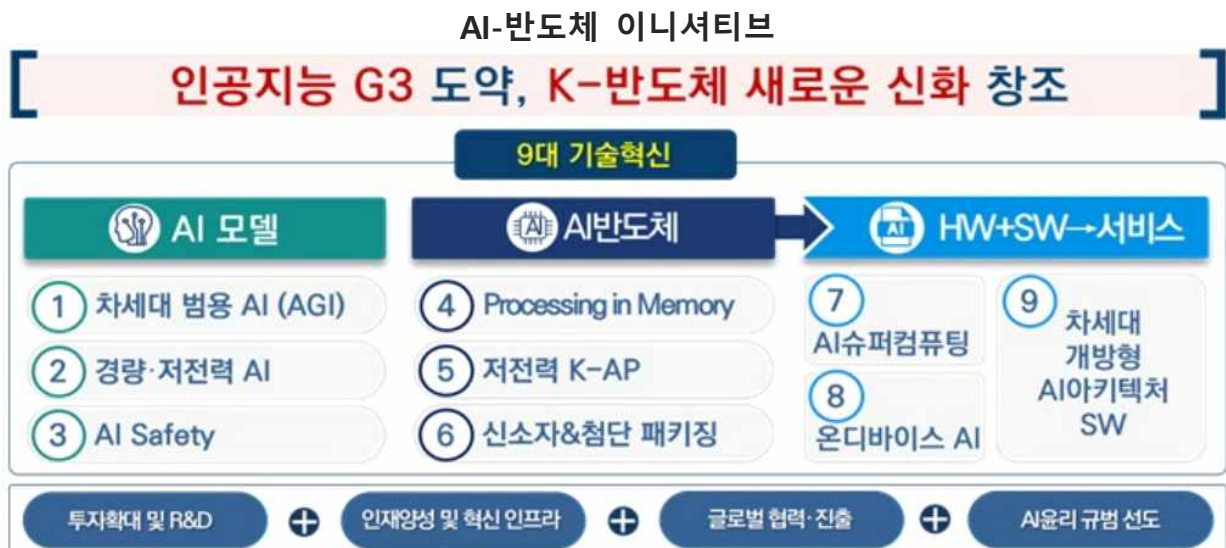 AI-반도체 이니셔티브
인공지능 G3 도약, K-반도체 새로운 신화 창조
9대 기술혁신
AI 모델
1 차세대 범용 AI (AGI)
2 경량·저전력 AI
3 AI Safety
AI AI반도체
4 Processing in Memory
5 저전력 K-AP
6 신소자&첨단 패키징
AI HW+SW→서비스
7
AI슈퍼컴퓨팅
8
온디바이스 AI
9
차세대
개방형
AI아키텍처
SW
투자확대 및 R&D + 인재양성 및 혁신 인프라 + 글로벌 협력·진출 + AI윤리 규범 선도